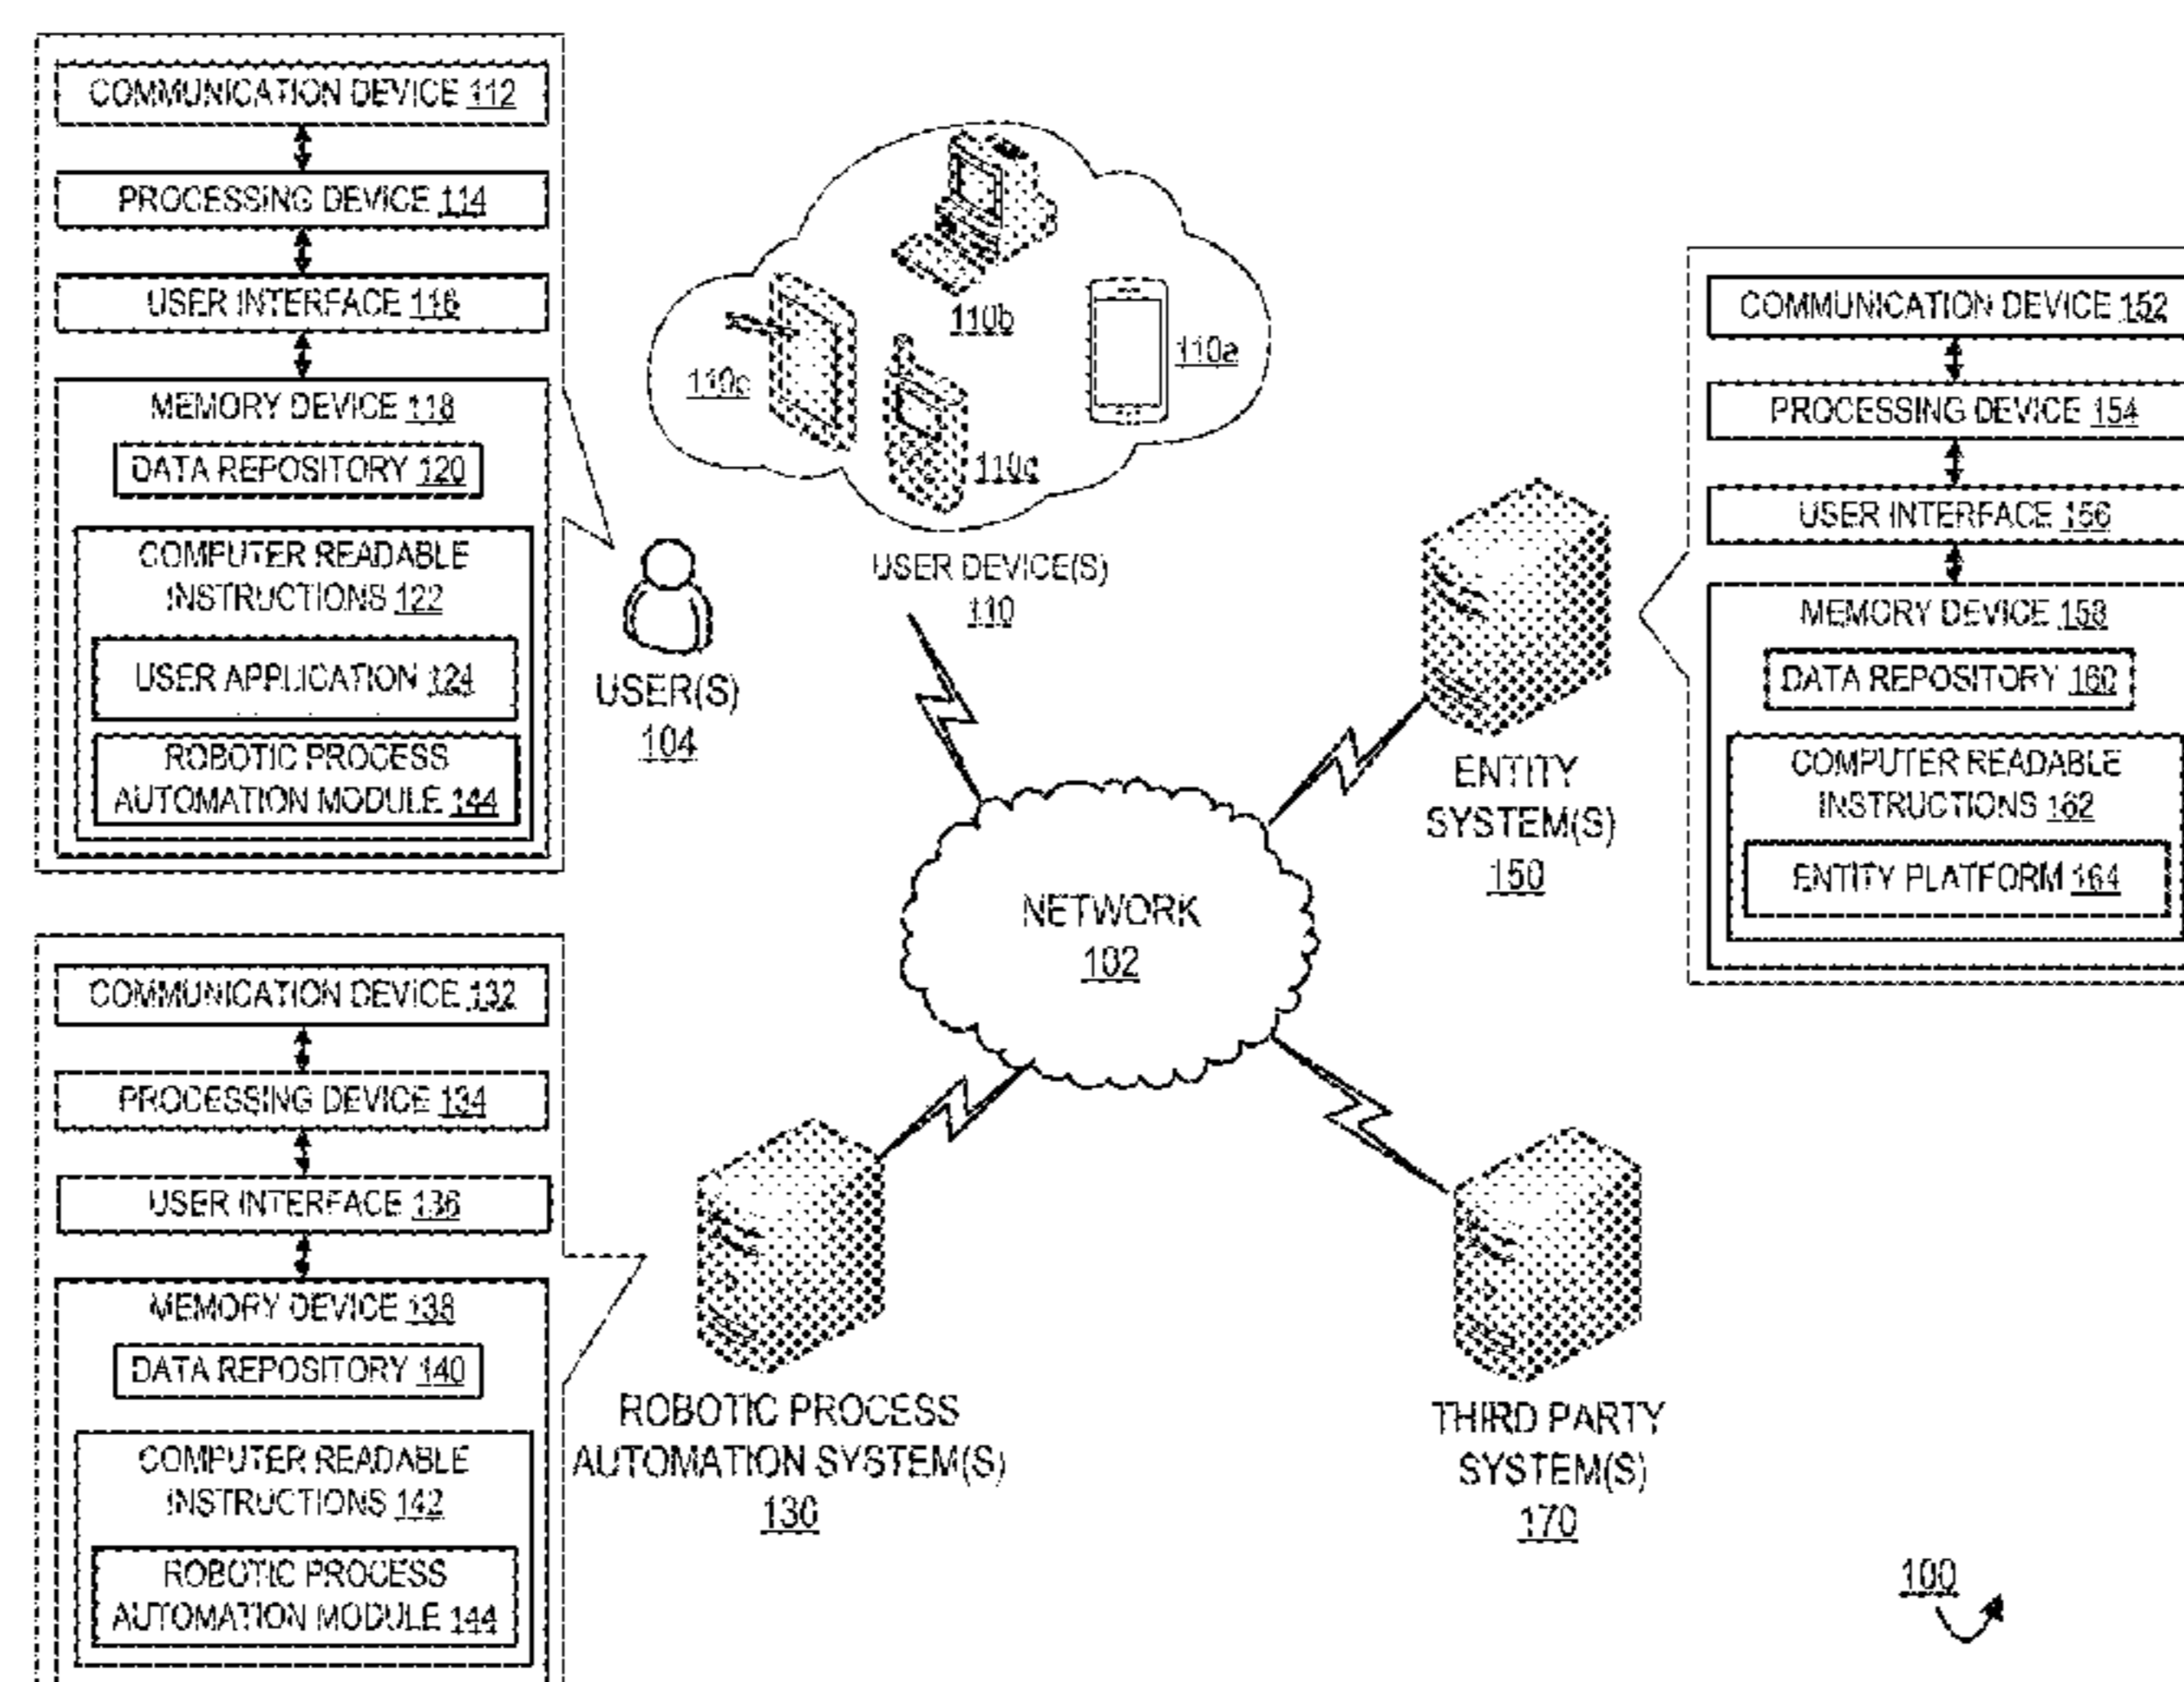 COMMUNICATION DEVICE 112
PROCESSING DEVICE 114
USER INTERFACE 116
MEMORY DEVICE 118
DATA REPOSITORY 120
COMPUTER READABLE
INSTRUCTIONS 122
USER APPLICATION 124
ROBOTIC PROCESS
AUTOMATION MODULE 144
110b
110a
110c
110d
USER DEVICE(S)
110
USER(S)
104
COMMUNICATION DEVICE 152
PROCESSING DEVICE 154
USER INTERFACE 156
MEMORY DEVICE 158
DATA REPOSITORY 160
COMPUTER READABLE
INSTRUCTIONS 162
ENTITY PLATFORM 164
ENTITY
SYSTEM(S)
150
NETWORK
102
COMMUNICATION DEVICE 132
PROCESSING DEVICE 134
USER INTERFACE 136
MEMORY DEVICE 138
DATA REPOSITORY 140
COMPUTER READABLE
INSTRUCTIONS 142
ROBOTIC PROCESS
AUTOMATION MODULE 144
ROBOTIC PROCESS
AUTOMATION SYSTEM(S)
130
THIRD PARTY
SYSTEM(S)
170
100